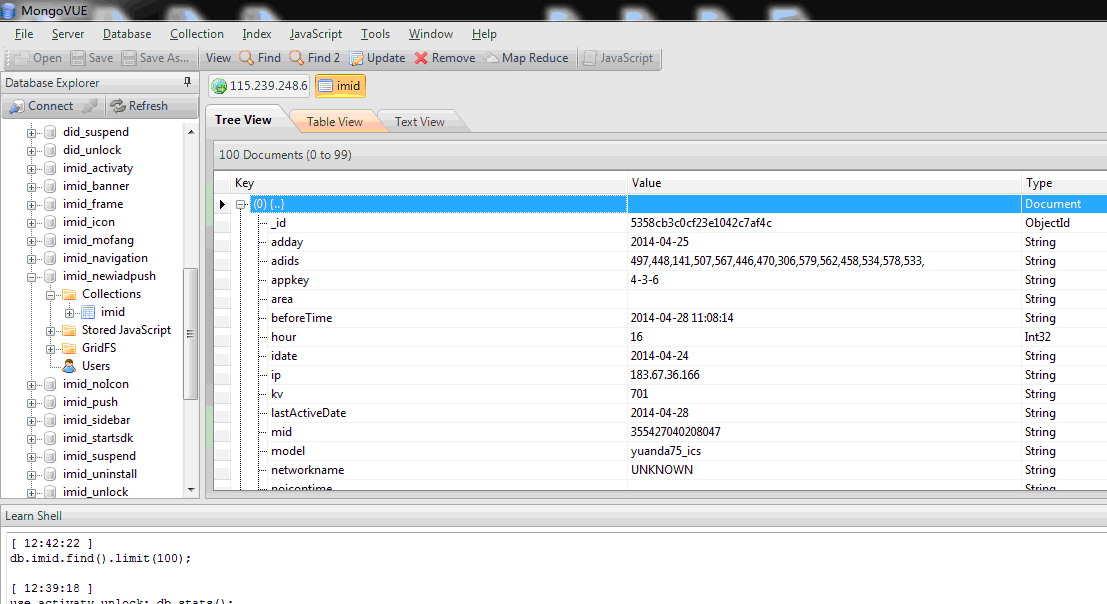 MongoVUE
File Server Database Collection Index JavaScript Tools Window Help
Open Save Save As... View Find Find 2 Update Remove Map Reduce JavaScript
Database Explorer
Connect Refresh
did_suspend
did_unlock
imid_activaty
imid_banner
imid_frame
imid_icon
imid_mofang
imid_navigation
imid_newiadpush
Collections
imid
Stored JavaScript
GridFS
Users
imid_noIcon
imid_push
imid_sidebar
imid_startsdk
imid_suspend
imid_uninstall
imid_unlock
115.239.248.6 imid
Tree View Table View Text View
100 Documents (0 to 99)
Key Value Type
(0) {..} Document
_id 5358cb3c0cf23e1042c7af4c ObjectId
adday 2014-04-25 String
adids 497,448,141,507,567,446,470,306,579,562,458,534,578,533, String
appkey 4-3-6 String
area String
beforeTime 2014-04-28 11:08:14 String
hour 16 Int32
idate 2014-04-24 String
ip 183.67.36.166 String
kv 701 String
lastActiveDate 2014-04-28 String
mid 355427040208047 String
model yuanda75_ics String
networkname UNKNOWN String
noicontime String
Learn Shell
[ 12:42:22 ]
db.imid.find().limit(100);
[ 12:39:18 ]
use activaty_unlock; db.stats();